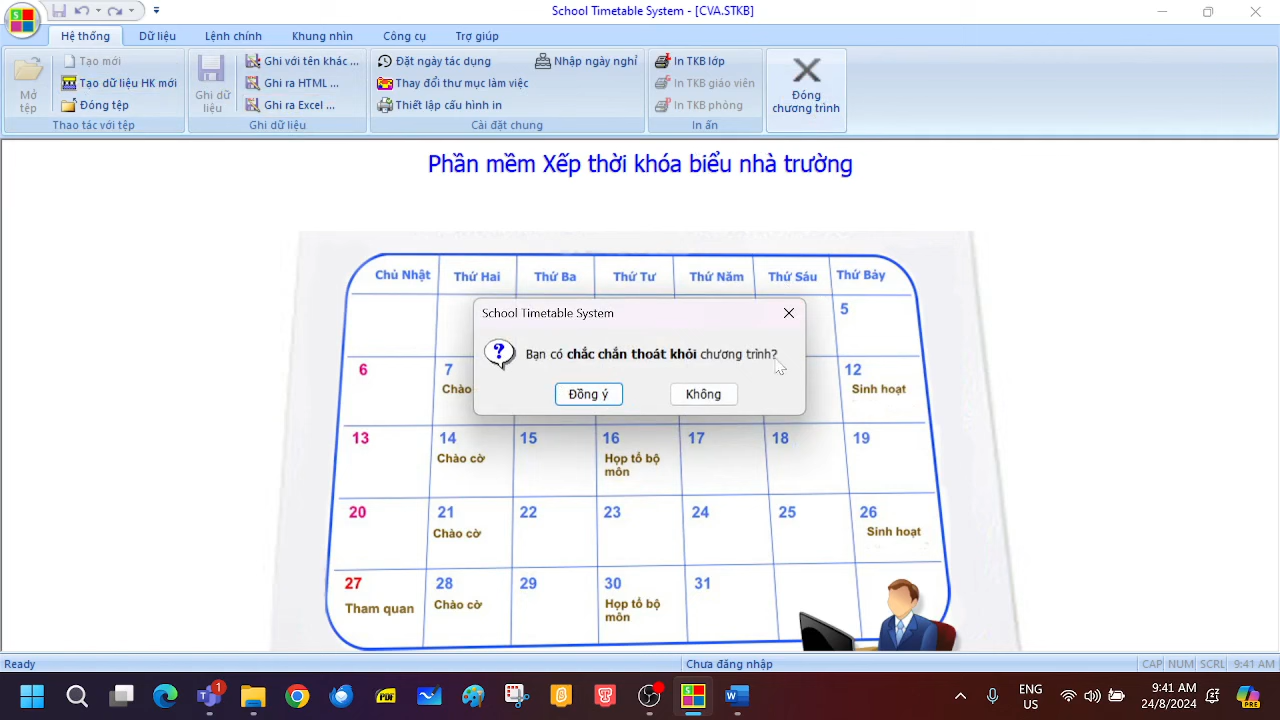 School Timetable System - [CVA.STKB]
Hệ thống
Dữ liệu
Lệnh chính
Khung nhìn
Công cụ
Trợ giúp
Mở tệp
Tạo mới
Tạo dữ liệu HK mới
Đóng tệp
Thao tác với tệp
Ghi dữ liệu
Ghi với tên khác ...
Ghi ra HTML ...
Ghi ra Excel ...
Ghi dữ liệu
Đặt ngày tác dụng
Nhập ngày nghỉ
Thay đổi thư mục làm việc
Thiết lập cấu hình in
Cài đặt chung
In TKB lớp
In TKB giáo viên
In TKB phòng
In ấn
Đóng chương trình
Phần mềm Xếp thời khóa biểu nhà trường
Chủ Nhật Thứ Hai Thứ Ba Thứ Tư Thứ Năm Thứ Sáu Thứ Bảy
5
School Timetable System
Bạn có chắc chắn thoát khỏi chương trình?
Đồng ý
Không
6 7 12
Chào Sinh hoạt
13 14 15 16 17 18 19
Chào cờ Họp tổ bộ môn
20 21 22 23 24 25 26
Chào cờ Sinh hoạt
27 28 29 30 31
Tham quan Chào cờ Họp tổ bộ môn
Ready
Chưa đăng nhập
CAP NUM SCRL 9:41 AM
1
PDF
ENG
US
9:41 AM
24/8/2024
PRE